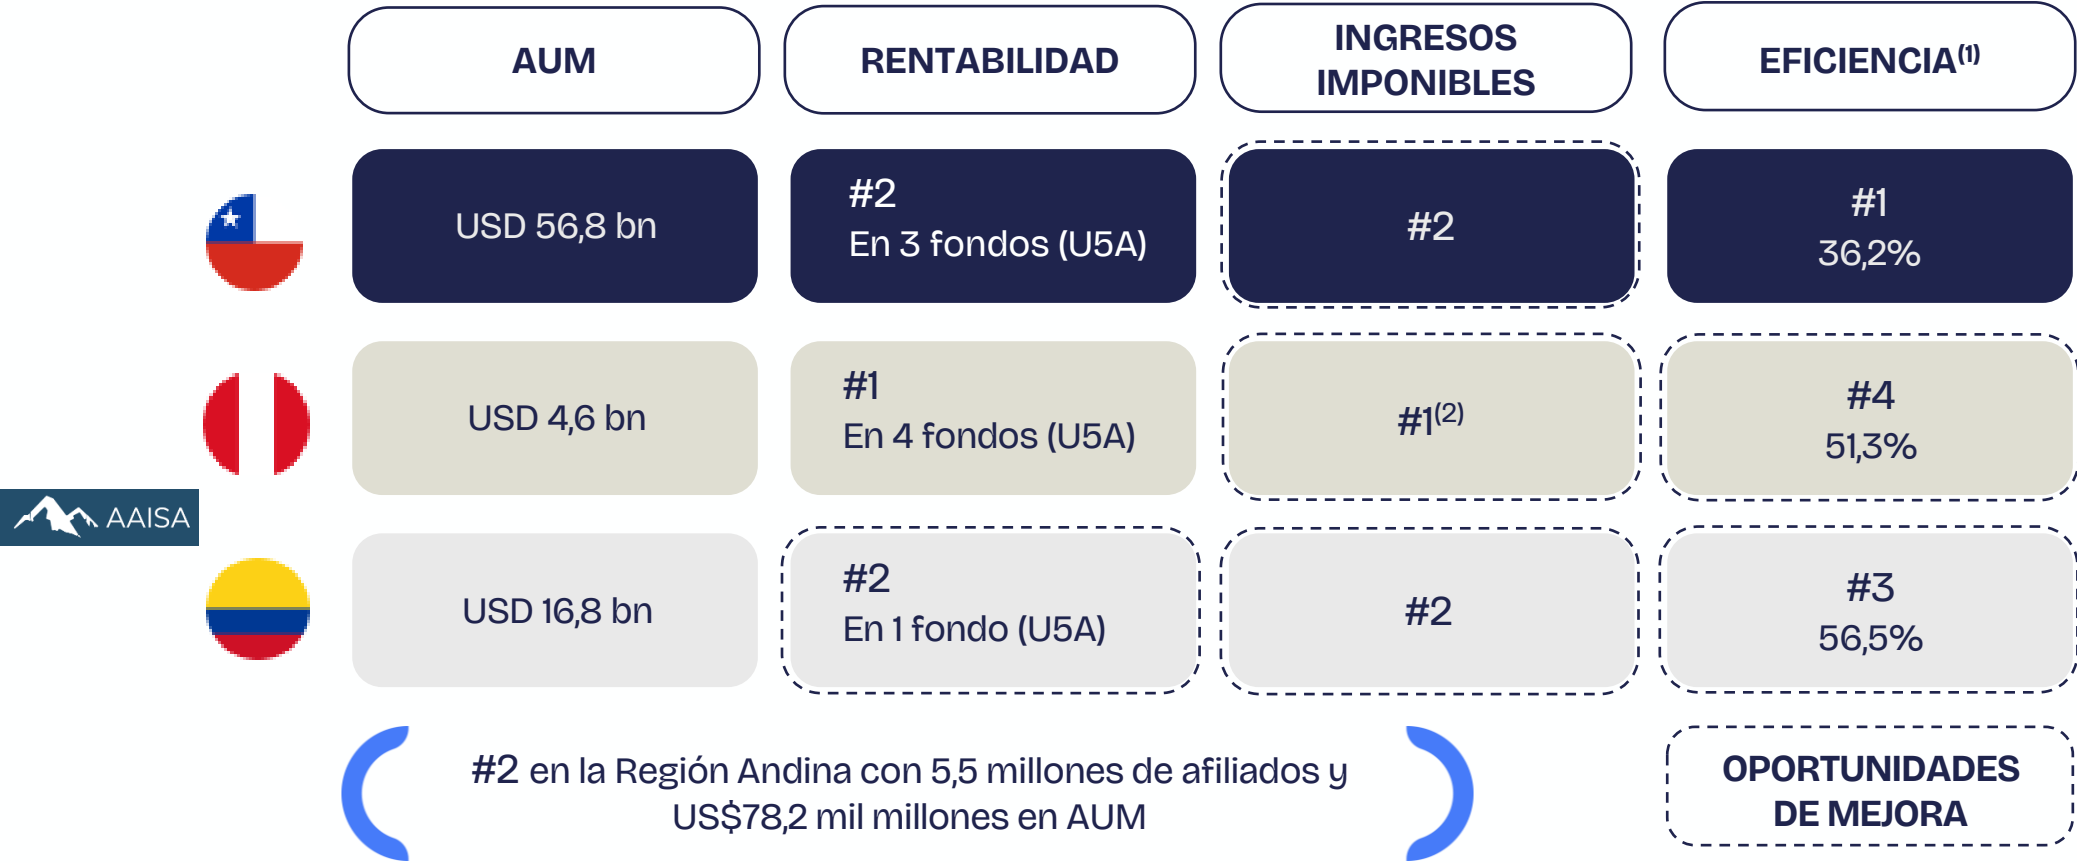 AUM
RENTABILIDAD
INGRESOS
IMPONIBLES
EFICIENCIA(1)
USD 56,8 bn
#2
En 3 fondos (U5A)
#2
#1
36,2%
USD 4,6 bn
#1
En 4 fondos (U5A)
#1(2)
#4
51,3%
AAISA
USD 16,8 bn
#2
En 1 fondo (U5A)
#2
#3
56,5%
#2 en la Región Andina con 5,5 millones de afiliados y
US$78,2 mil millones en AUM
OPORTUNIDADES
DE MEJORA